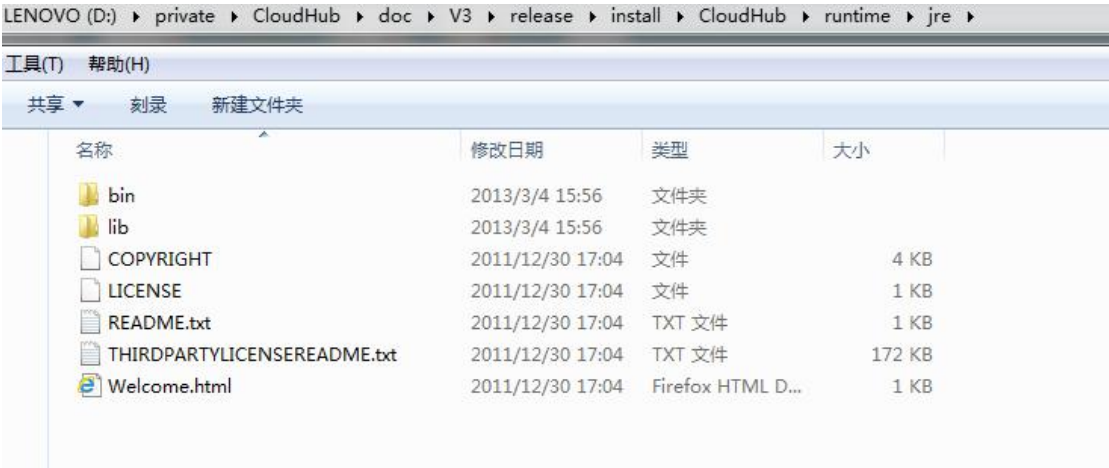 LENOVO (D:) ▸ private ▸ CloudHub ▸ doc ▸ V3 ▸ release ▸ install ▸ CloudHub ▸ runtime ▸ jre ▸
工具(T) 帮助(H)
共享 ▼ 刻录 新建文件夹
名称 修改日期 类型 大小
bin 2013/3/4 15:56 文件夹
lib 2013/3/4 15:56 文件夹
COPYRIGHT 2011/12/30 17:04 文件 4 KB
LICENSE 2011/12/30 17:04 文件 1 KB
README.txt 2011/12/30 17:04 TXT 文件 1 KB
THIRDPARTYLICENSEREADME.txt 2011/12/30 17:04 TXT 文件 172 KB
Welcome.html 2011/12/30 17:04 Firefox HTML D... 1 KB